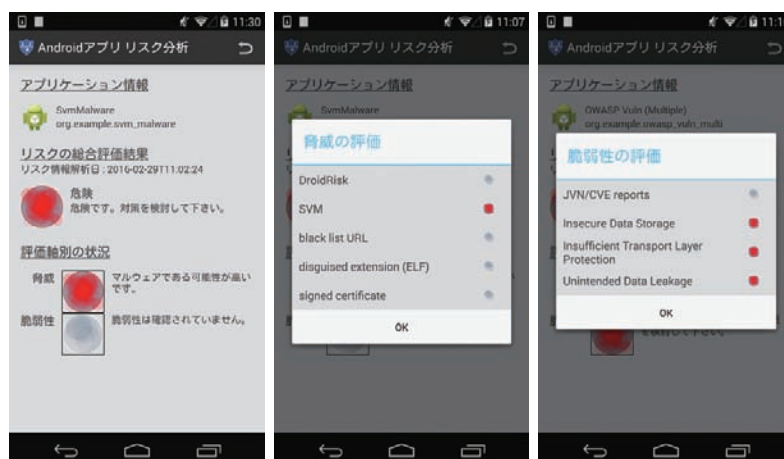 11:30
Androidアプリ リスク分析
アプリケーション情報
SvmMalware
org.example.svm_malware
リスクの総合評価結果
リスク情報解析日 : 2016-02-29T11:02:24
危険
危険です。対策を検討して下さい。
評価軸別の状況
脅威
マルウェアである可能性が高い
です。
脆弱性
脆弱性は確認されていません。
11:07
Androidアプリ リスク分析
アプリケーション情報
SvmMalware
脅威の評価
DroidRisk
SVM
black list URL
disguised extension (ELF)
signed certificate
OK
11:1
Androidアプリ リスク分析
アプリケーション情報
OWASP Vuln (Multiple)
org.example.owasp_vuln_multi
脆弱性の評価
JVN/CVE reports
Insecure Data Storage
Insufficient Transport Layer
Protection
Unintended Data Leakage
OK